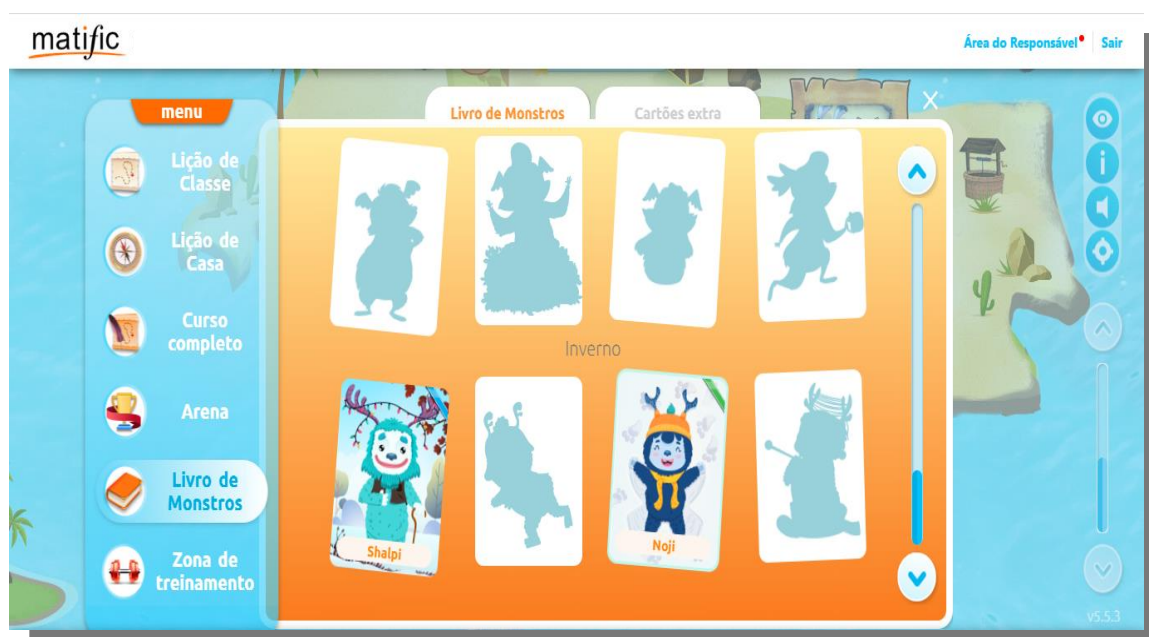 matific
Área do Responsável
Sair
menu
Livro de Monstros
Cartões extra
X
Lição de
Classe
Lição de
Casa
Curso
completo
Arena
Livro de
Monstros
Zona de
treinamento
Inverno
Shalpi
Noji
i
v5.5.3